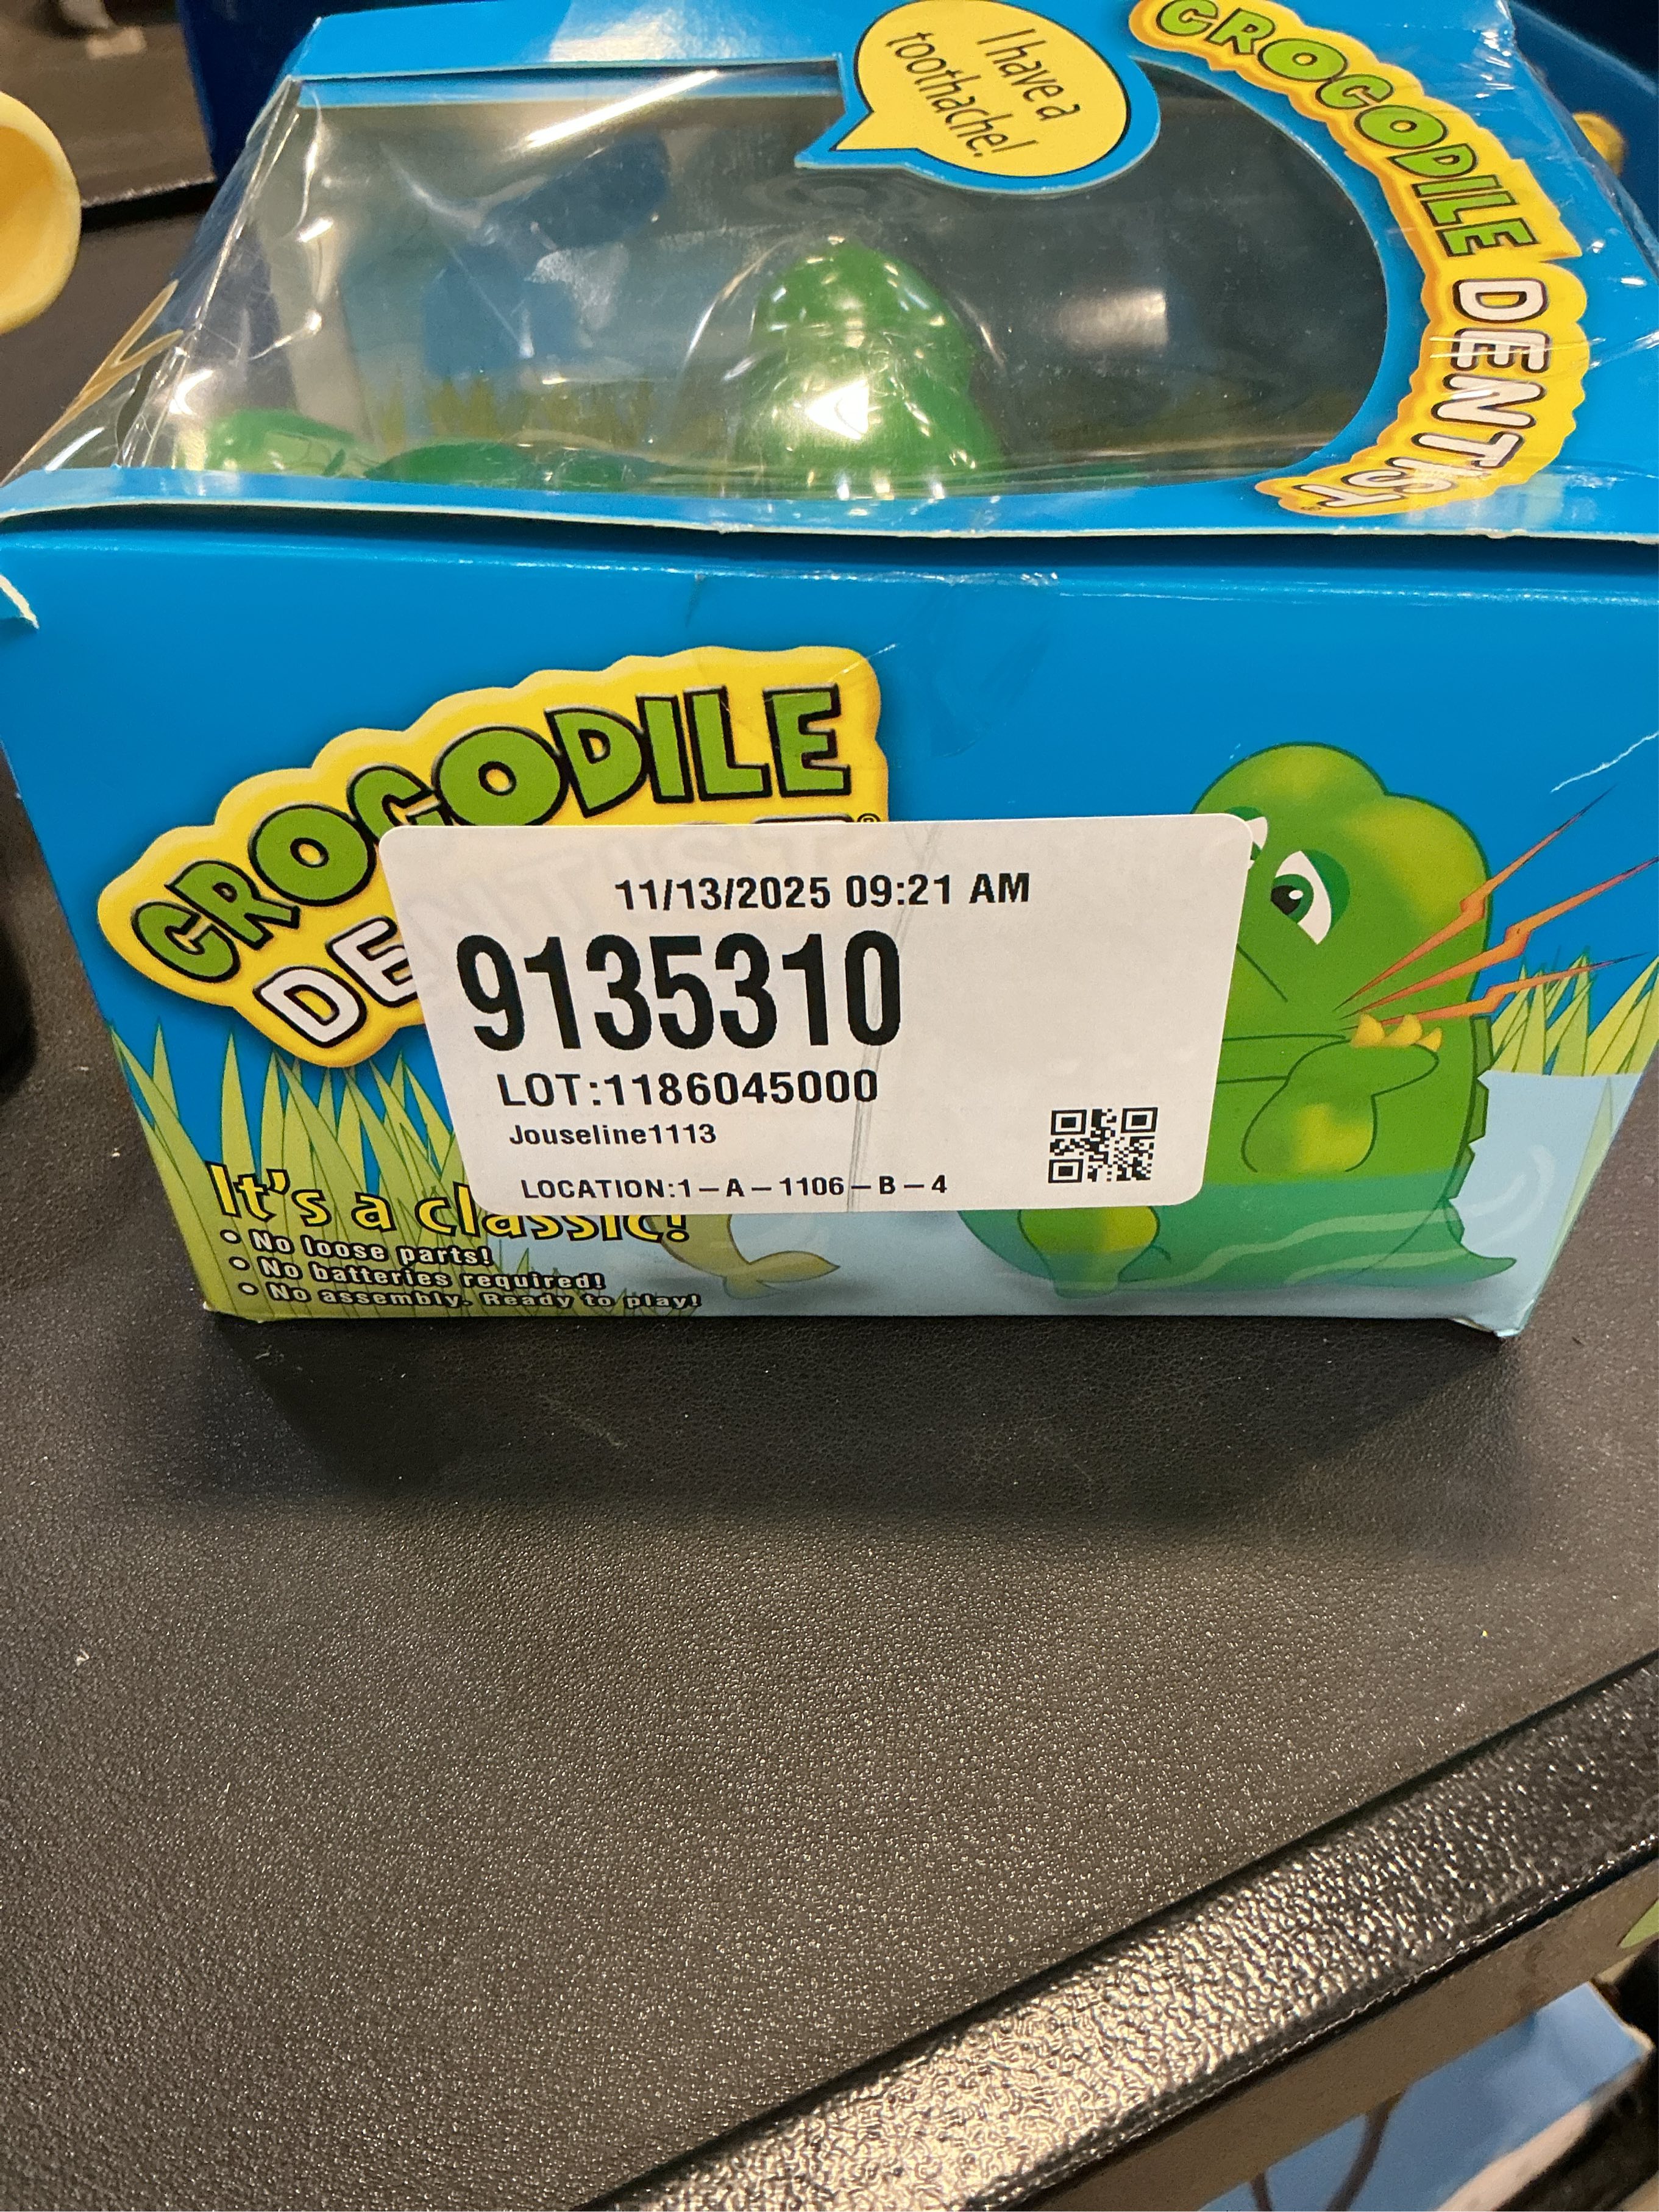 I have a
toothache!
CROCODILE DENTIST
CROCODILE
DE
®
11/13/2025 09:21 AM
9135310
LOT:1186045000
Jouseline1113
LOCATION:1-A-1106-B-4
It's a classic!
• No loose parts!
• No batteries required!
• No assembly. Ready to play!